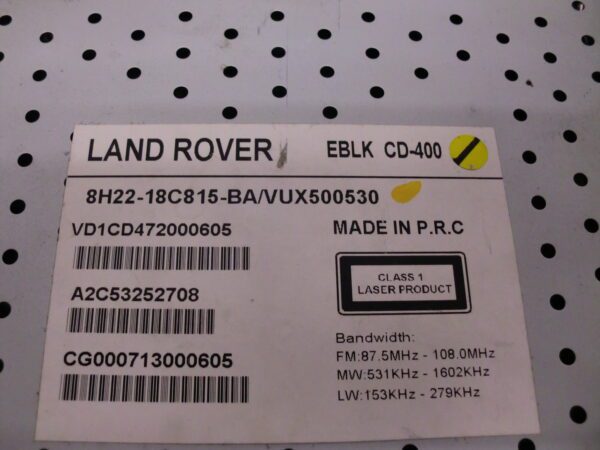 LAND ROVER EBLK CD-400
8H22-18C815-BA/VUX500530
VD1CD472000605 MADE IN P.R.C
CLASS 1
LASER PRODUCT
A2C53252708
CG000713000605
Bandwidth:
FM:87.5MHz - 108.0MHz
MW:531KHz - 1602KHz
LW:153KHz - 279KHz